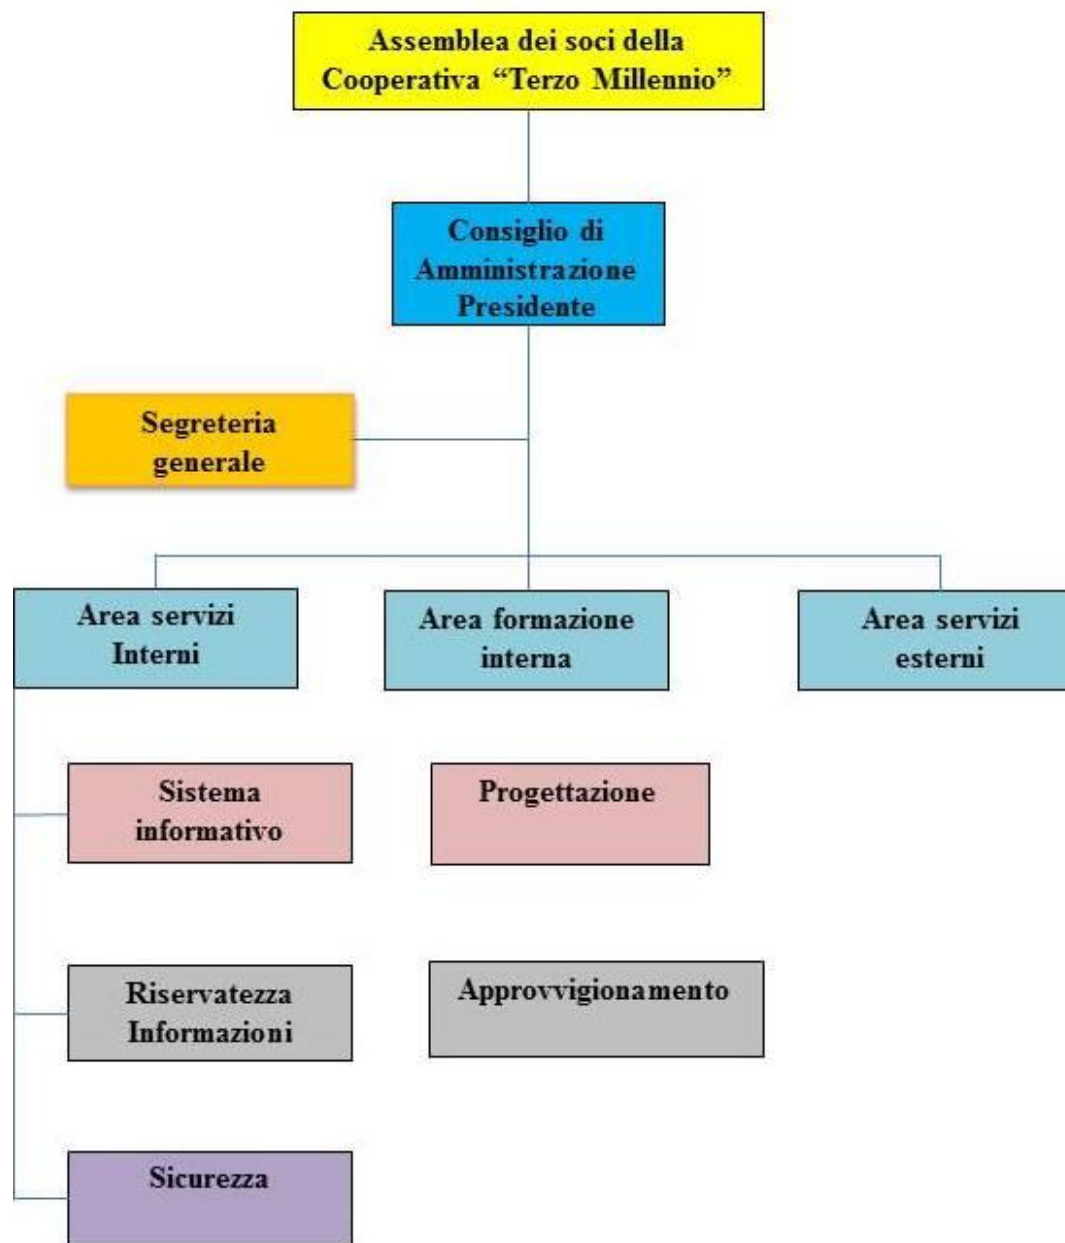 Assemblea dei soci della
Cooperativa “Terzo Millennio”
Consiglio di
Amministrazione
Presidente
Segreteria
generale
Area servizi
Interni
Area formazione
interna
Area servizi
esterni
Sistema
informativo
Progettazione
Riservatezza
Informazioni
Approvvigionamento
Sicurezza